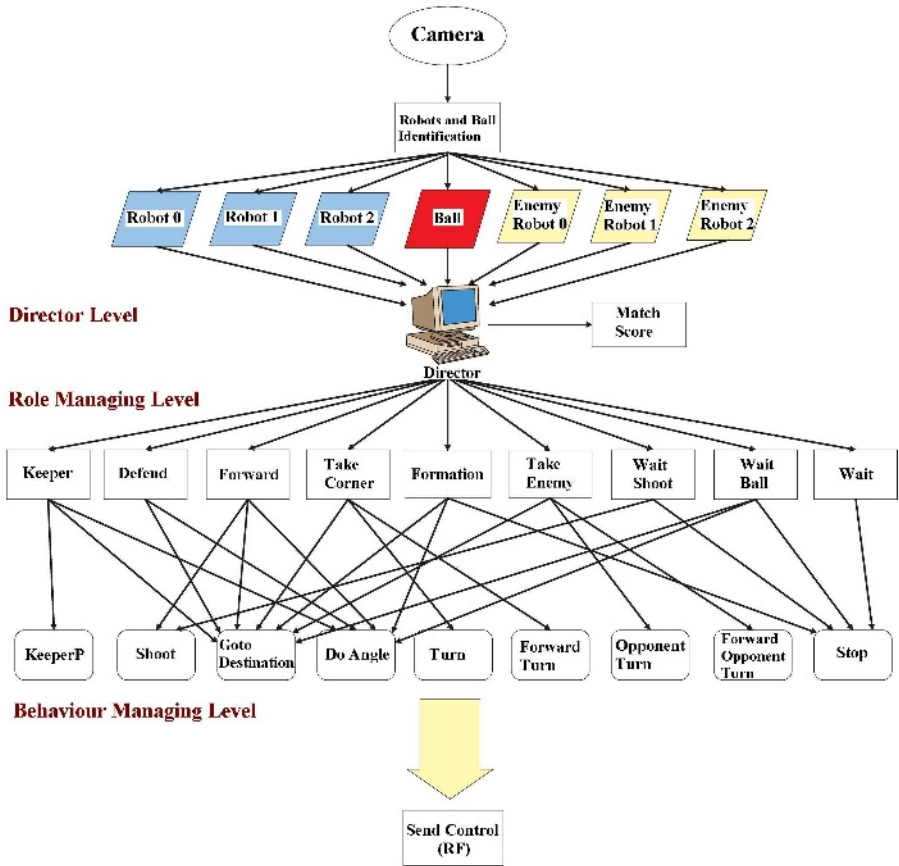 Camera
Robots and Ball
Identification
Robot 0
Robot 1
Robot 2
Ball
Enemy
Robot 0
Enemy
Robot 1
Enemy
Robot 2
Director Level
Match
Score
Director
Role Managing Level
Keeper
Defend
Forward
Take
Corner
Formation
Take
Enemy
Wait
Shoot
Wait
Ball
Wait
KeeperP
Shoot
Goto
Destination
Do Angle
Turn
Forward
Turn
Opponent
Turn
Forward
Opponent
Turn
Stop
Behaviour Managing Level
Send Control
(RF)